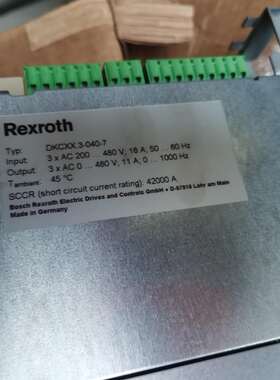 Rexroth
Typ: DKCXX.3-040-7
Input: 3 x AC 200 ... 480 V, 16 A, 50 ... 60 Hz
Output: 3 x AC 0 ... 480 V, 11 A, 0 ... 1000 Hz
Tambient: 45 °C
SCCR (short circuit current rating): 42000 A
Bosch Rexroth Electric Drives and Controls GmbH • D-97816 Lohr am Main
Made in Germany